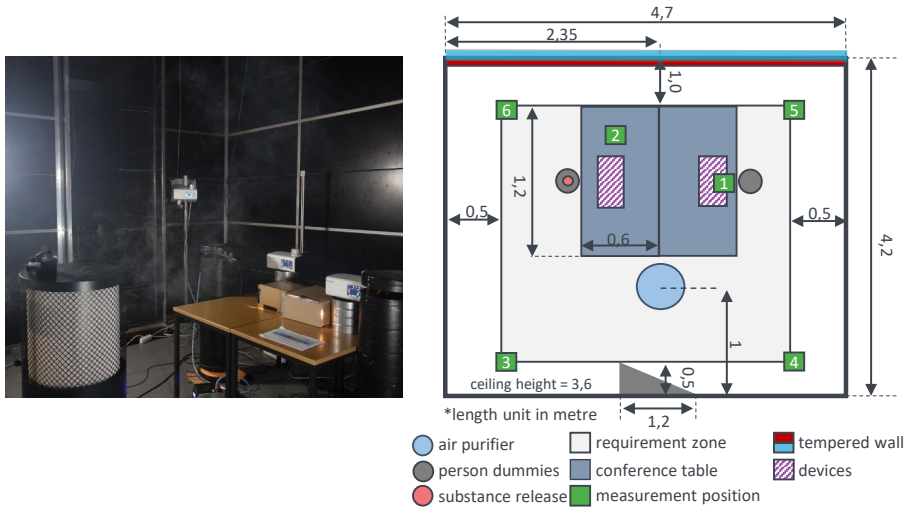 4,7
2,35
1,0
6
5
2
1
1,2
0,5
0,5
0,6
4,2
1
3
4
ceiling height = 3,6
0,5
*length unit in metre
1,2
air purifier
requirement zone
tempered wall
person dummies
conference table
devices
substance release
measurement position